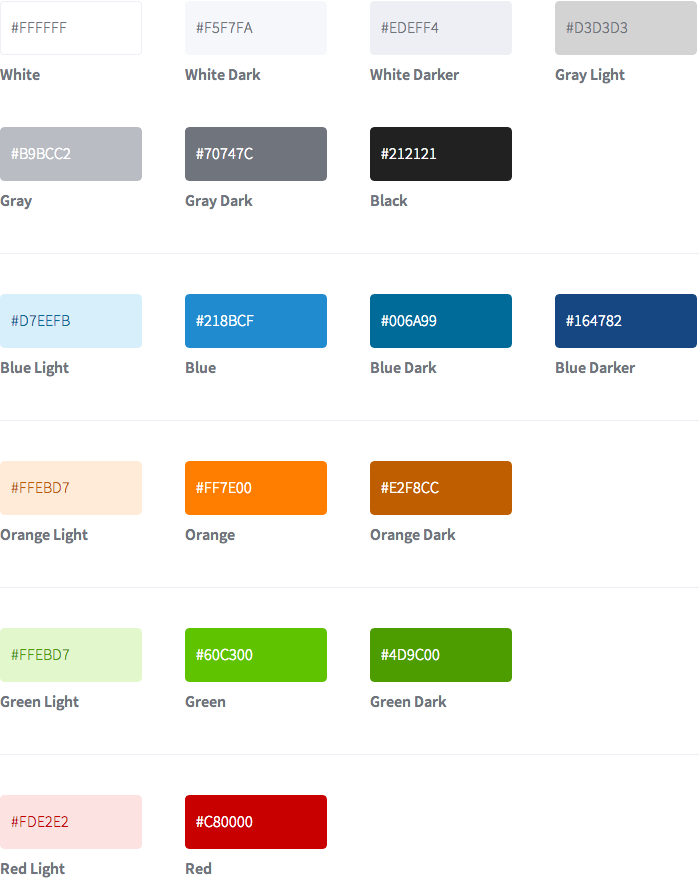 #FFFFFF #F5F7FA #EDEFF4 #D3D3D3
White White Dark White Darker Gray Light
#B9BCC2 #70747C #212121
Gray Gray Dark Black
#D7EEFB #218BCF #006A99 #164782
Blue Light Blue Blue Dark Blue Darker
#FFEBD7 #FF7E00 #E2F8CC
Orange Light Orange Orange Dark
#FFEBD7 #60C300 #4D9C00
Green Light Green Green Dark
#FDE2E2 #C80000
Red Light Red